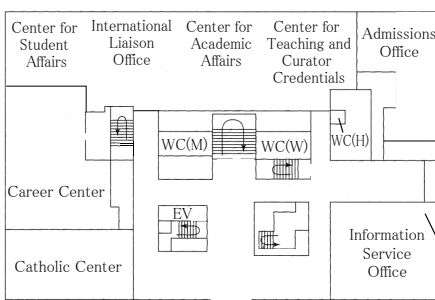 Center for
Student
Affairs
International
Liaison
Office
Center for
Academic
Affairs
Center for
Teaching and
Curator
Credentials
Admissions
Office
WC(M)
WC(W)
WC(H)
Career Center
EV
Catholic Center
Information
Service
Office